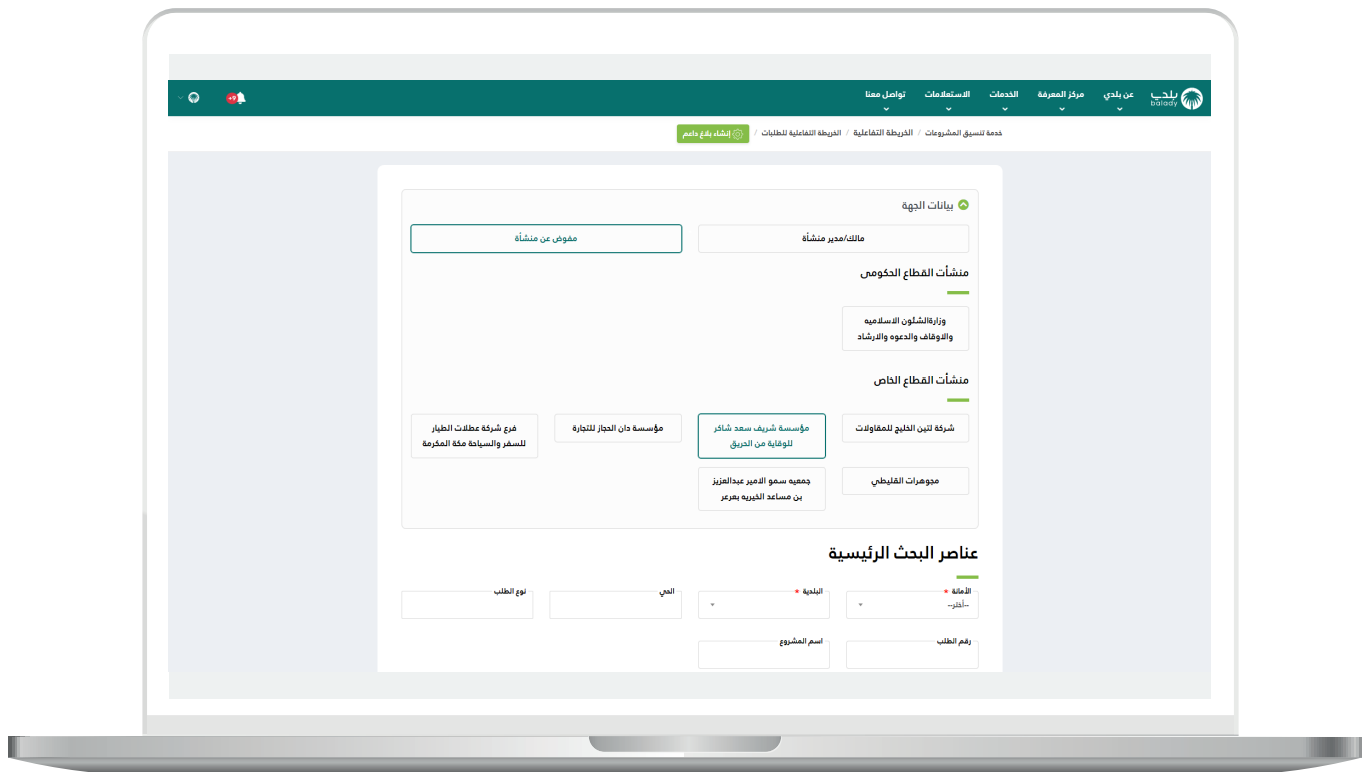 بلدي
balady
عن بلدي
مركز المعرفة
الخدمات
الاستعلامات
تواصل معنا
+9
خدمة تنسيق المشروعات / الخريطة التفاعلية / الخريطة التفاعلية للطلبات /
إنشاء بلاغ داعم
بيانات الجهة
مالك/مدير منشأة
مفوض عن منشأة
منشأت القطاع الحكومى
وزارةالشئون الاسلاميه
والاوقاف والدعوه والارشاد
منشأت القطاع الخاص
شركة لتين الخليج للمقاولات
مؤسسة شريف سعد شاكر
للوقاية من الحريق
مؤسسة دان الحجاز للتجارة
فرع شركة عطلات الطيار
للسفر والسياحة مكة المكرمة
مجوهرات القليطي
جمعيه سمو الامير عبدالعزيز
بن مساعد الخيريه بعرعر
عناصر البحث الرئيسية
الأمانة *
--أختر--
البلدية *
الحي
نوع الطلب
رقم الطلب
اسم المشروع